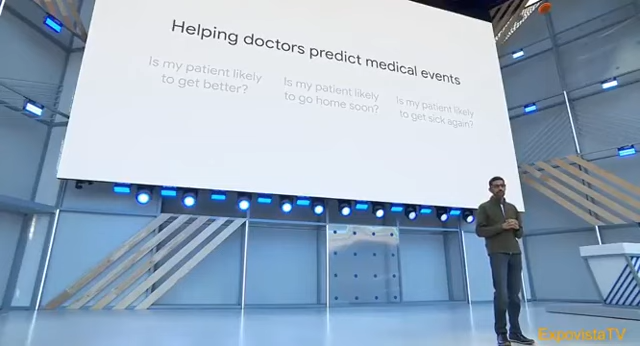 Helping doctors predict medical events
Is my patient likely
to get better?
Is my patient likely
to go home soon?
Is my patient likely
to get sick again?
ExpovistaTV